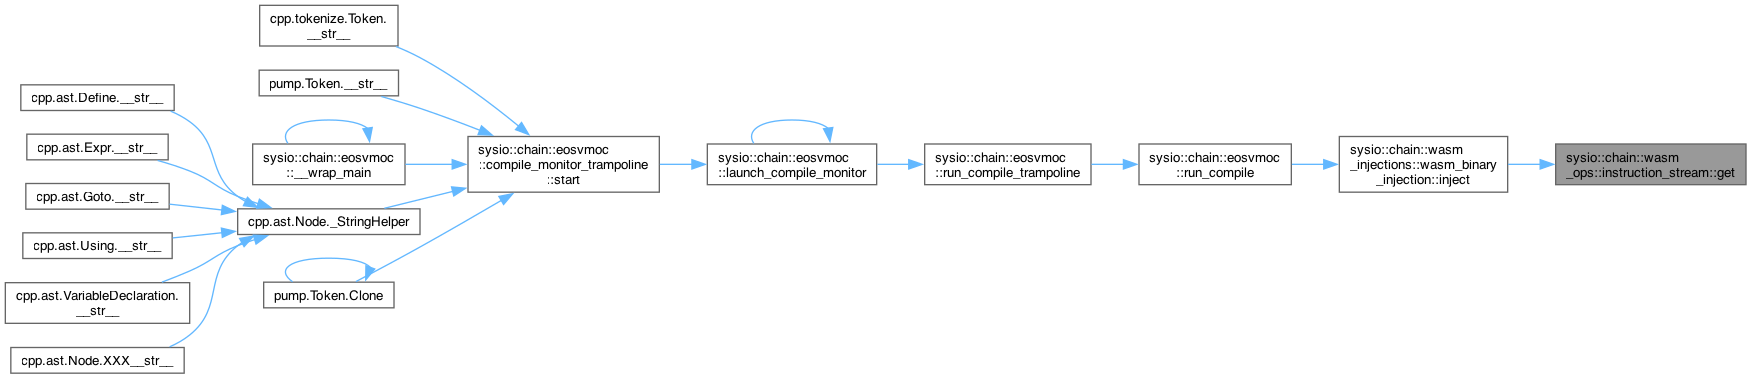 cpp.tokenize.Token.
__str__
pump.Token.__str__
cpp.ast.Define.__str__
cpp.ast.Expr.__str__
cpp.ast.Goto.__str__
cpp.ast.Using.__str__
cpp.ast.VariableDeclaration.
__str__
cpp.ast.Node.XXX__str__
sysio::chain::eosvmoc
::__wrap_main
cpp.ast.Node._StringHelper
pump.Token.Clone
sysio::chain::eosvmoc
::compile_monitor_trampoline
::start
sysio::chain::eosvmoc
::launch_compile_monitor
sysio::chain::eosvmoc
::run_compile_trampoline
sysio::chain::eosvmoc
::run_compile
sysio::chain::wasm
_injections::wasm_binary
_injection::inject
sysio::chain::wasm
_ops::instruction_stream::get